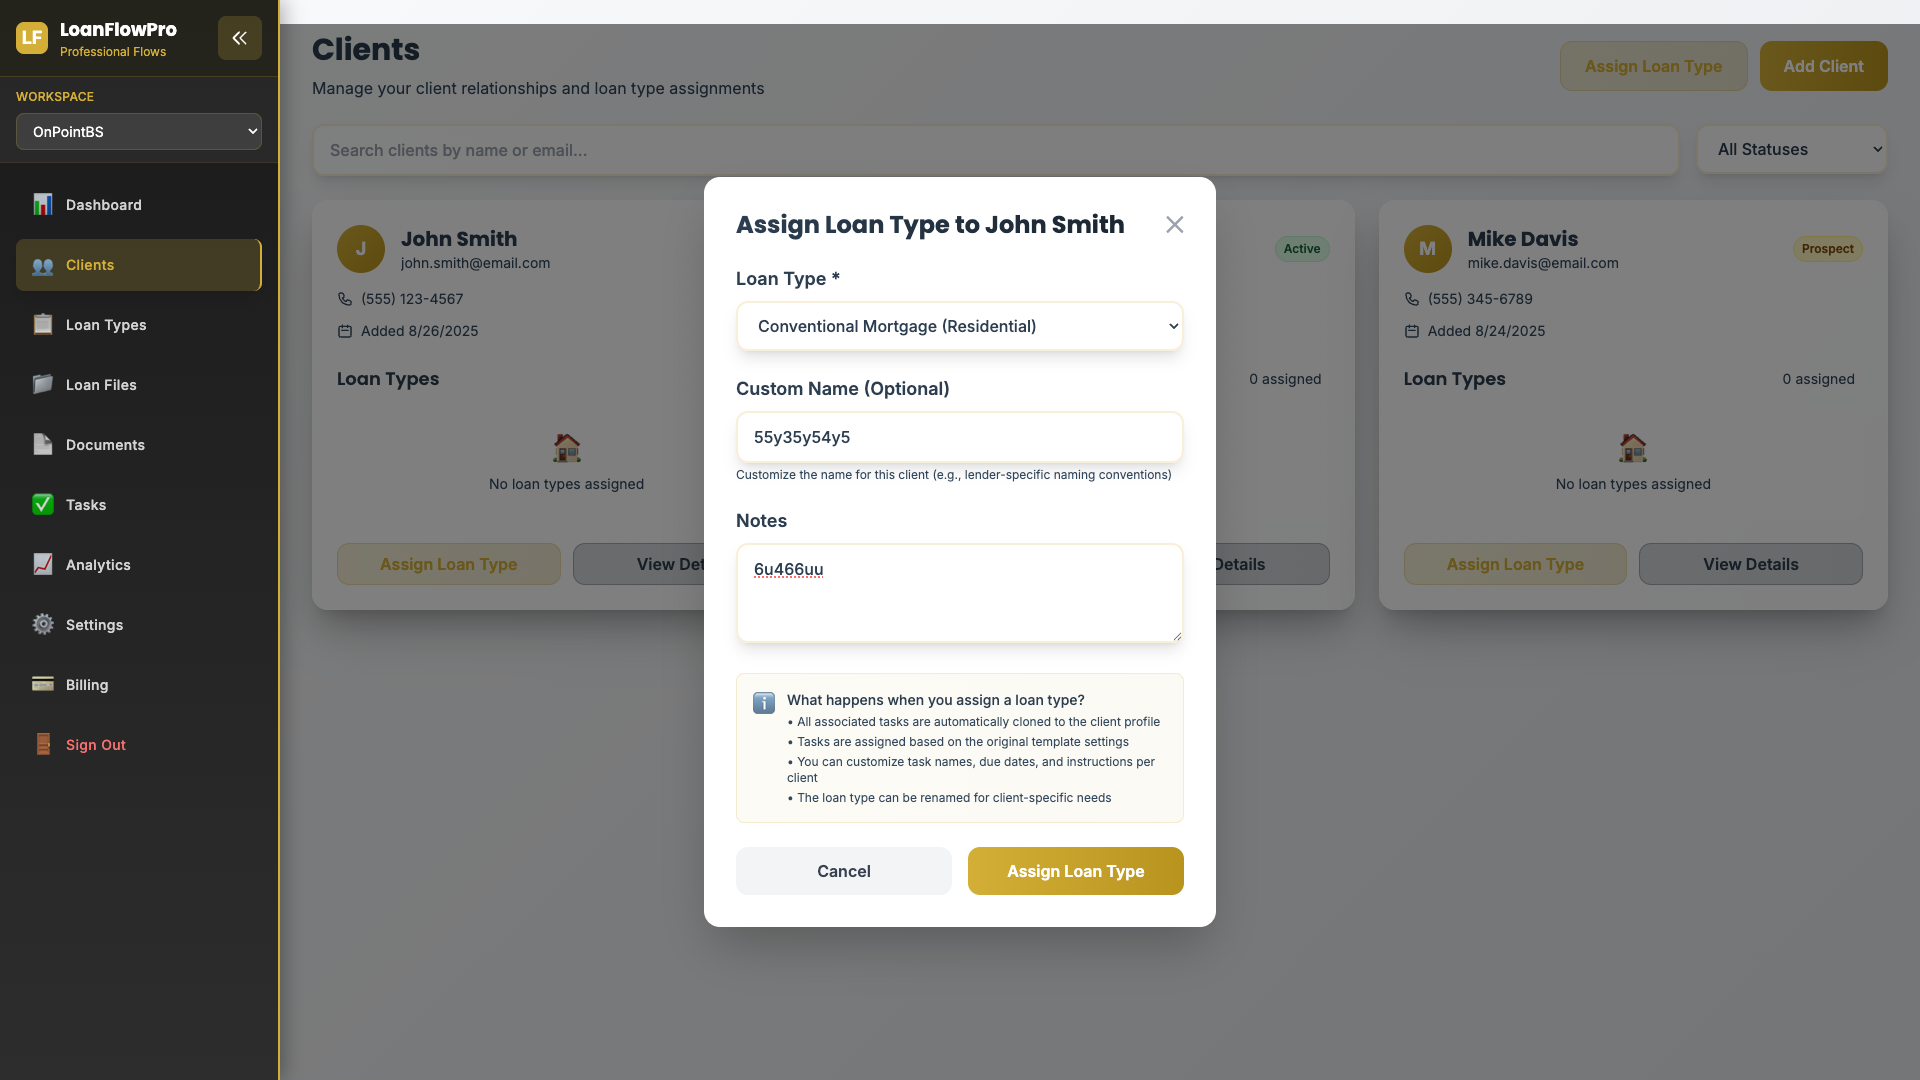 LF
LoanFlowPro
Professional Flows
WORKSPACE
OnPointBS
Dashboard
Clients
Loan Types
Loan Files
Documents
Tasks
Analytics
Settings
Billing
Sign Out
Clients
Manage your client relationships and loan type assignments
Assign Loan Type
Add Client
Search clients by name or email...
All Statuses
J
John Smith
john.smith@email.com
(555) 123-4567
Added 8/26/2025
Loan Types
No loan types assigned
Assign Loan Type
View Det
Active
0 assigned
Details
M
Mike Davis
mike.davis@email.com
Prospect
(555) 345-6789
Added 8/24/2025
Loan Types
0 assigned
No loan types assigned
Assign Loan Type
View Details
Assign Loan Type to John Smith
Loan Type *
Conventional Mortgage (Residential)
Custom Name (Optional)
55y35y54y5
Customize the name for this client (e.g., lender-specific naming conventions)
Notes
6u466uu
What happens when you assign a loan type?
• All associated tasks are automatically cloned to the client profile
• Tasks are assigned based on the original template settings
• You can customize task names, due dates, and instructions per
client
• The loan type can be renamed for client-specific needs
Cancel
Assign Loan Type